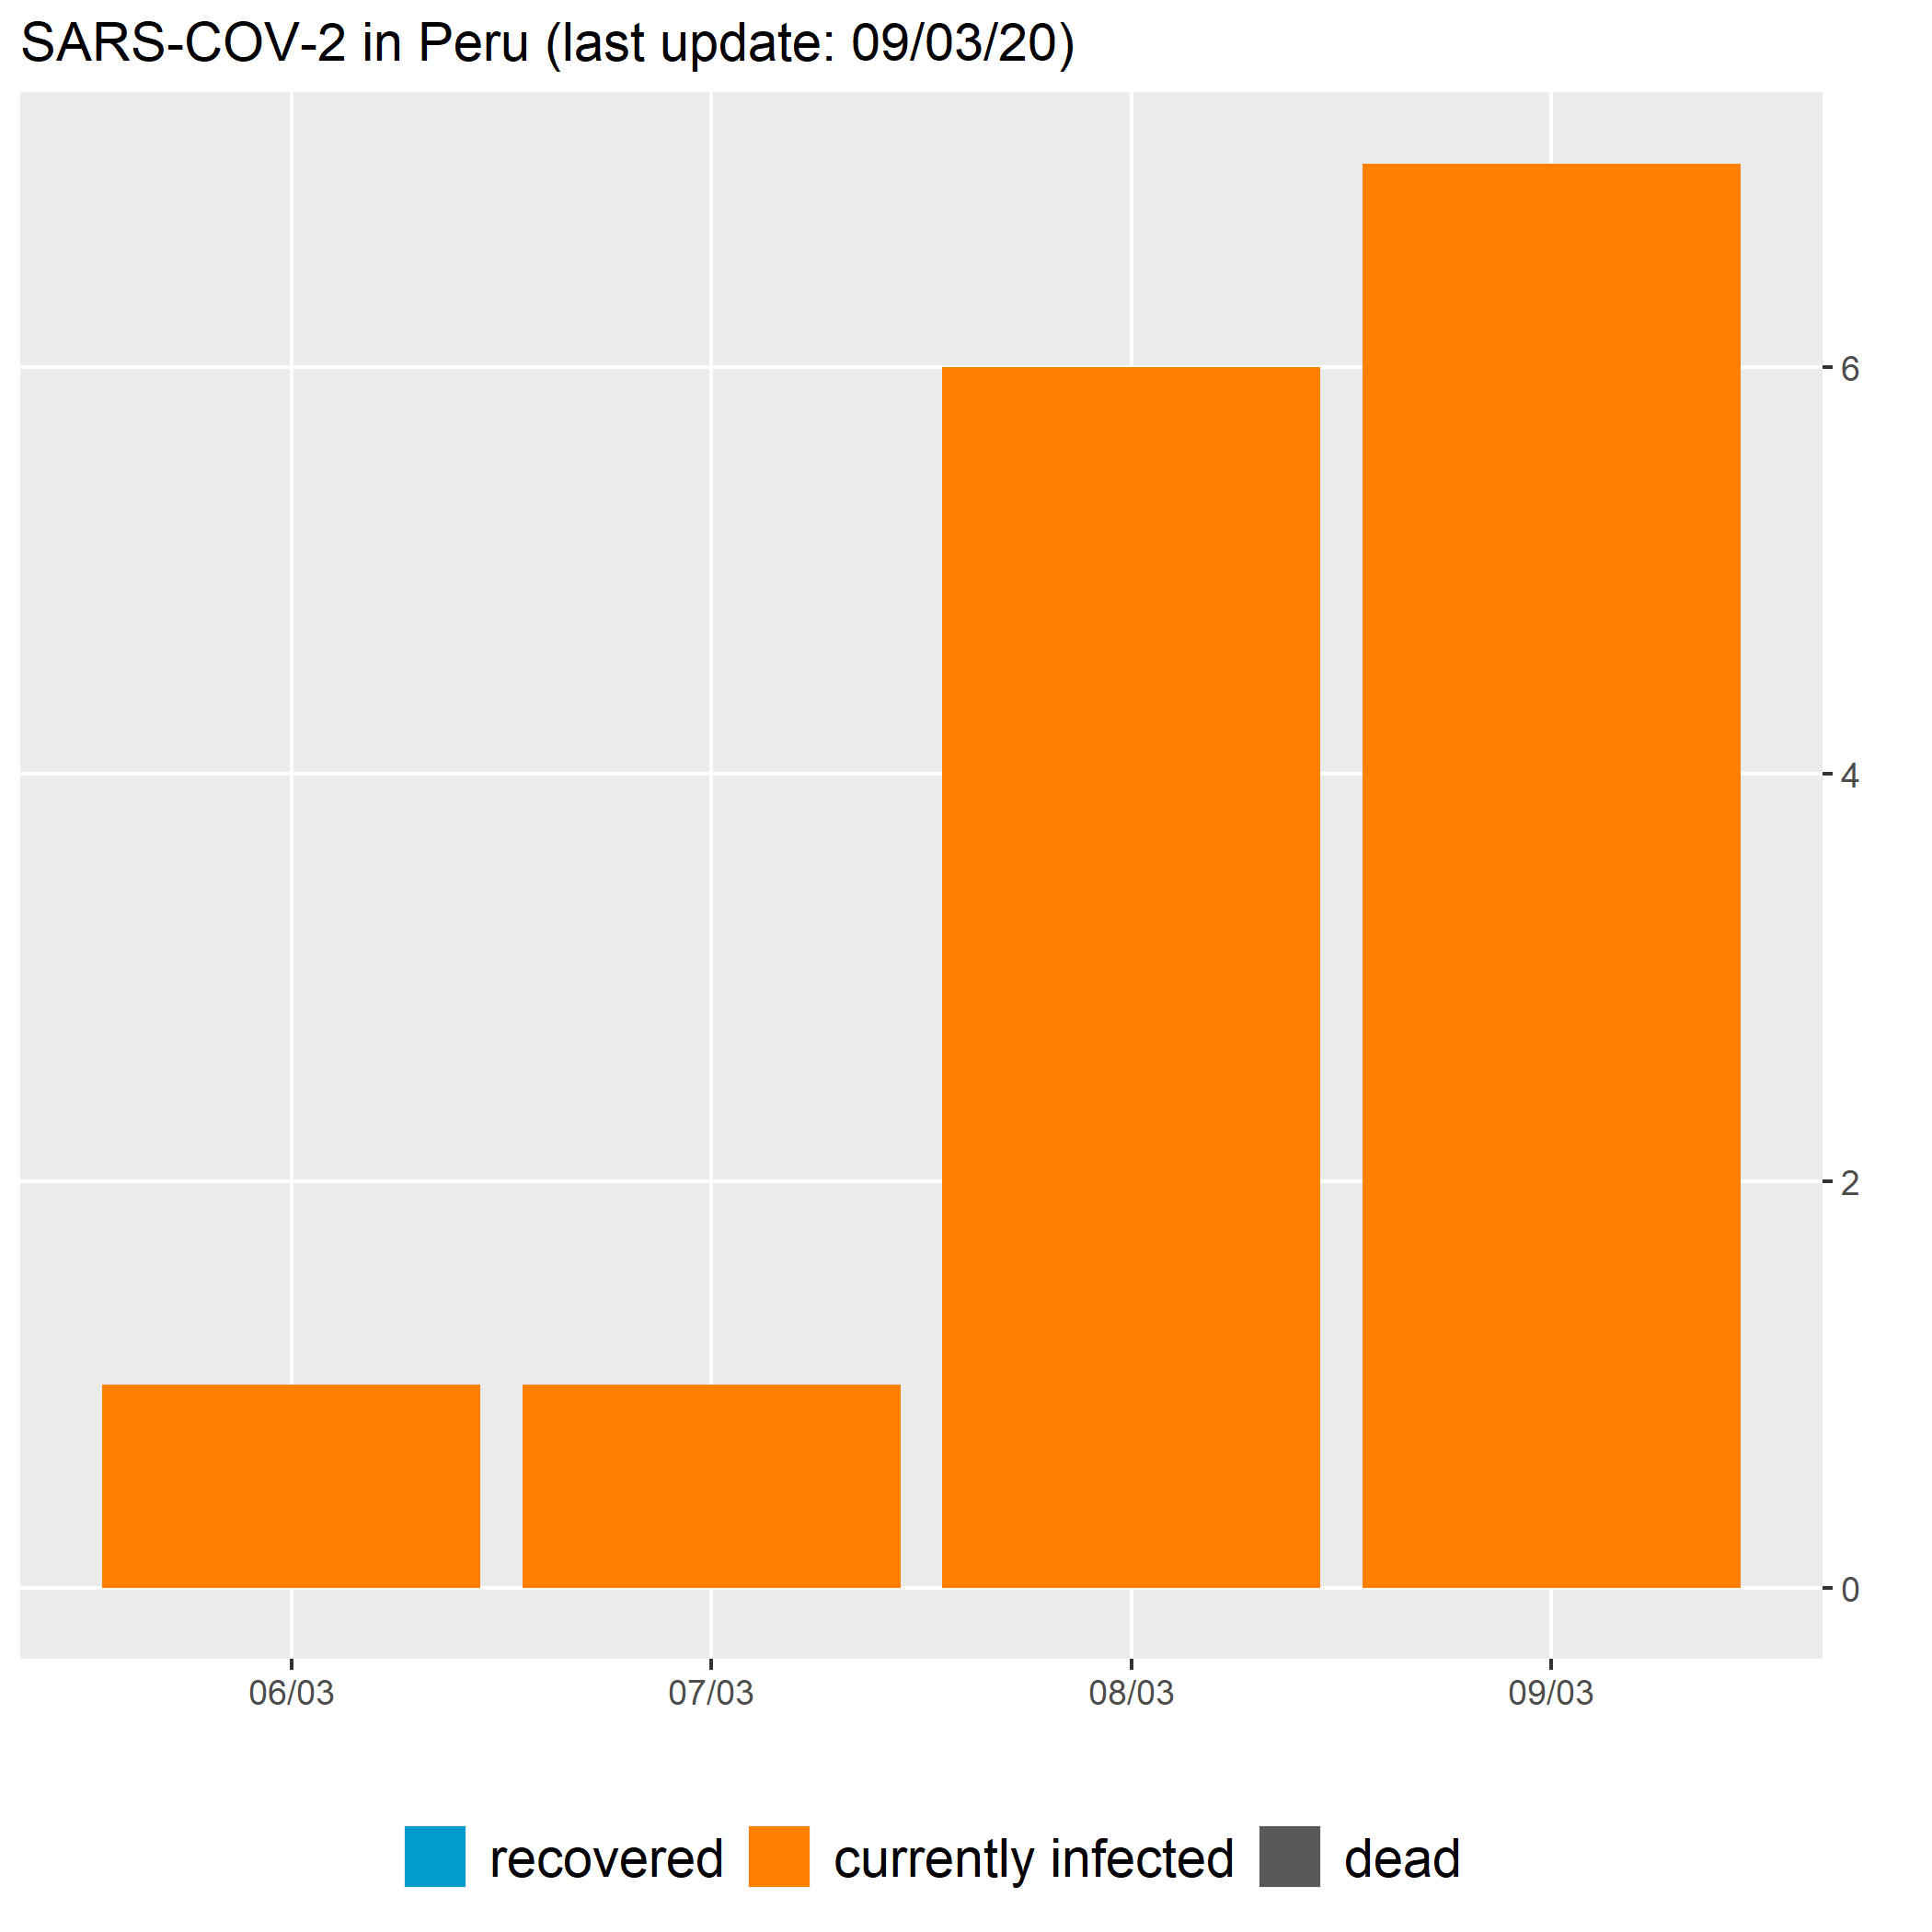 SARS-COV-2 in Peru (last update: 09/03/20)
6
4
2
0
06/03 07/03 08/03 09/03
recovered currently infected dead